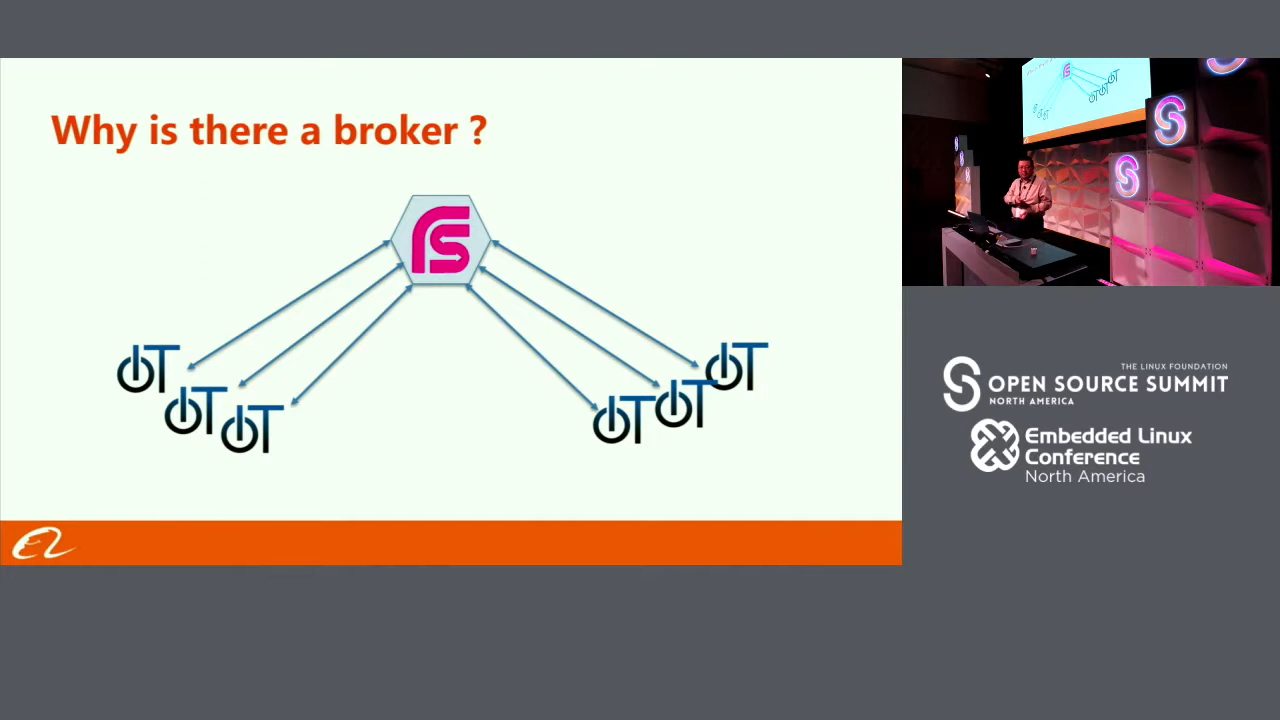 Why is there a broker ?
IOT
IOT
IOT
IOT
IOT
IOT
THE LINUX FOUNDATION
OPEN SOURCE SUMMIT
NORTH AMERICA
Embedded Linux
Conference
North America